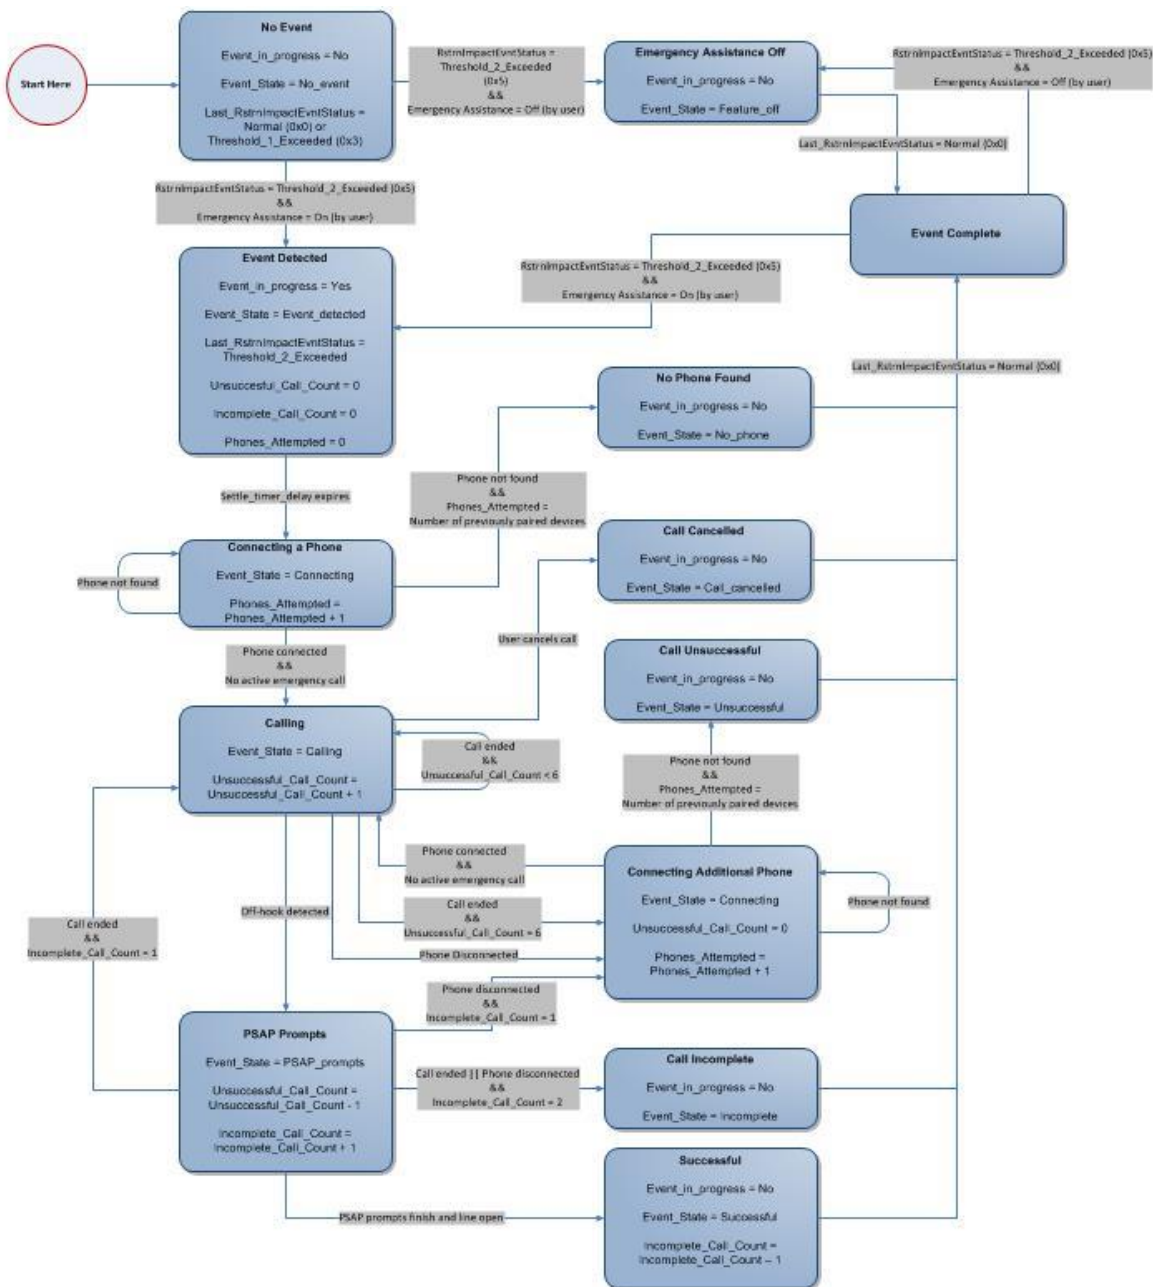 Start Here
No Event
Event_in_progress = No
Event_State = No_event
Last_RstrnImpactEvntStatus =
Normal (0x0) or
Threshold_1_Exceeded (0x3)
RstrnImpactEvntStatus =
Threshold_2_Exceeded
(0x5)
&&
Emergency Assistance = Off (by user)
Emergency Assistance Off
Event_in_progress = No
Event_State = Feature_off
RstrnImpactEvntStatus = Threshold_2_Exceeded (0x5)
&&
Emergency Assistance = Off (by user)
Last_RstrnImpactEvntStatus = Normal (0x0)
RstrnImpactEvntStatus = Threshold_2_Exceeded (0x5)
&&
Emergency Assistance = On (by user)
Event Complete
Event Detected
Event_in_progress = Yes
Event_State = Event_detected
Last_RstrnImpactEvntStatus =
Threshold_2_Exceeded
Unsuccesful_Call_Count = 0
Incomplete_Call_Count = 0
Phones_Attempted = 0
RstrnImpactEvntStatus = Threshold_2_Exceeded (0x5)
&&
Emergency Assistance = On (by user)
Last_RstrnImpactEvntStatus = Normal (0x0)
No Phone Found
Event_in_progress = No
Event_State = No_phone
Settle_timer_delay expires
Phone not found
&&
Phones_Attempted =
Number of previously paired devices
Connecting a Phone
Event_State = Connecting
Phones_Attempted =
Phones_Attempted + 1
Phone not found
Call Cancelled
Event_in_progress = No
Event_State = Call_cancelled
Phone connected
&&
No active emergency call
User cancels call
Call Unsuccessful
Event_in_progress = No
Event_State = Unsuccessful
Calling
Event_State = Calling
Unsuccessful_Call_Count =
Unsuccessful_Call_Count + 1
Call ended
&&
Unsuccessful_Call_Count < 6
Phone not found
&&
Phones_Attempted =
Number of previously paired devices
Phone connected
&&
No active emergency call
Connecting Additional Phone
Event_State = Connecting
Unsuccessful_Call_Count = 0
Phones_Attempted =
Phones_Attempted + 1
Phone not found
Call ended
&&
Incomplete_Call_Count = 1
Off-hook detected
Call ended
&&
Unsuccessful_Call_Count = 6
Phone Disconnected
Phone disconnected
&&
Incomplete_Call_Count = 1
PSAP Prompts
Event_State = PSAP_prompts
Unsuccessful_Call_Count =
Unsuccessful_Call_Count - 1
Incomplete_Call_Count =
Incomplete_Call_Count + 1
Call ended || Phone disconnected
&&
Incomplete_Call_Count = 2
Call Incomplete
Event_in_progress = No
Event_State = Incomplete
PSAP prompts finish and line open
Successful
Event_in_progress = No
Event_State = Successful
Incomplete_Call_Count =
Incomplete_Call_Count – 1